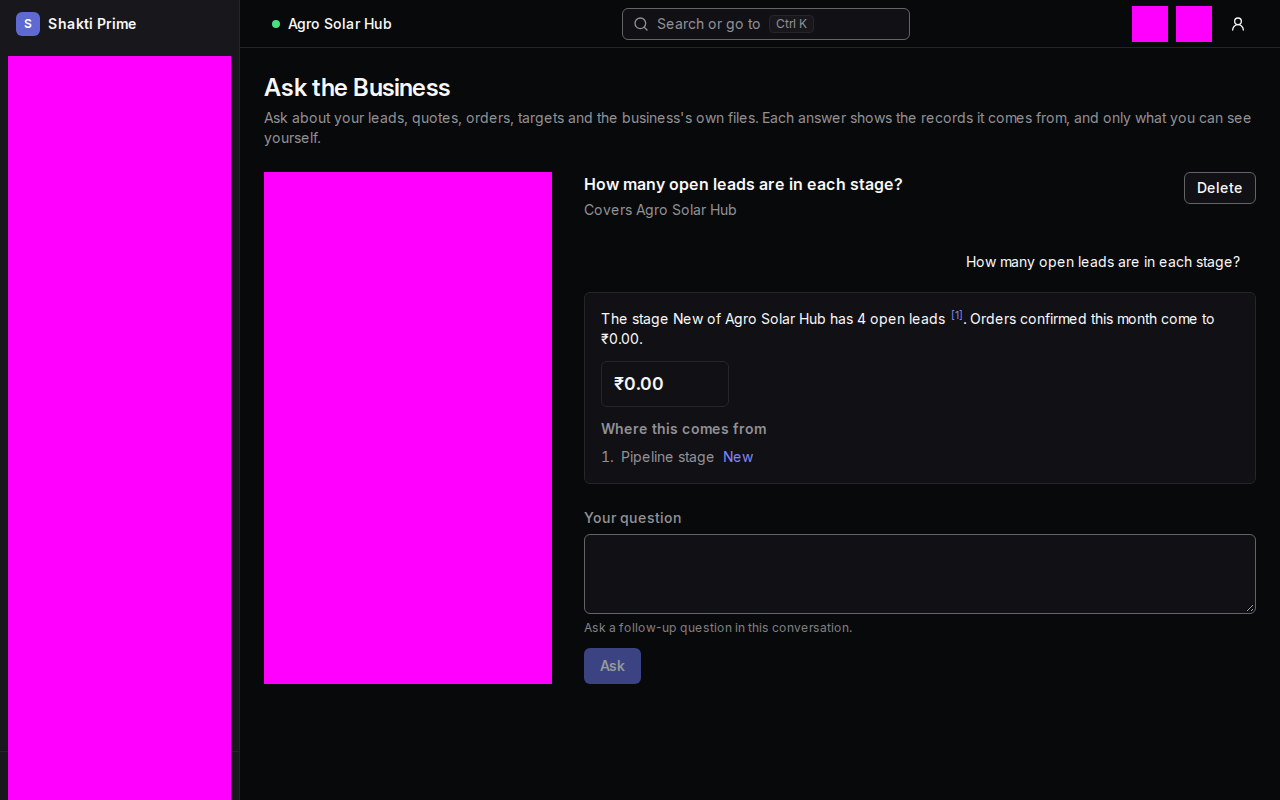 S Shakti Prime
Agro Solar Hub
Search or go to Ctrl K
Ask the Business
Ask about your leads, quotes, orders, targets and the business's own files. Each answer shows the records it comes from, and only what you can see
yourself.
How many open leads are in each stage?
Delete
Covers Agro Solar Hub
How many open leads are in each stage?
The stage New of Agro Solar Hub has 4 open leads [1]. Orders confirmed this month come to
₹0.00.
₹0.00
Where this comes from
1. Pipeline stage New
Your question
Ask a follow-up question in this conversation.
Ask